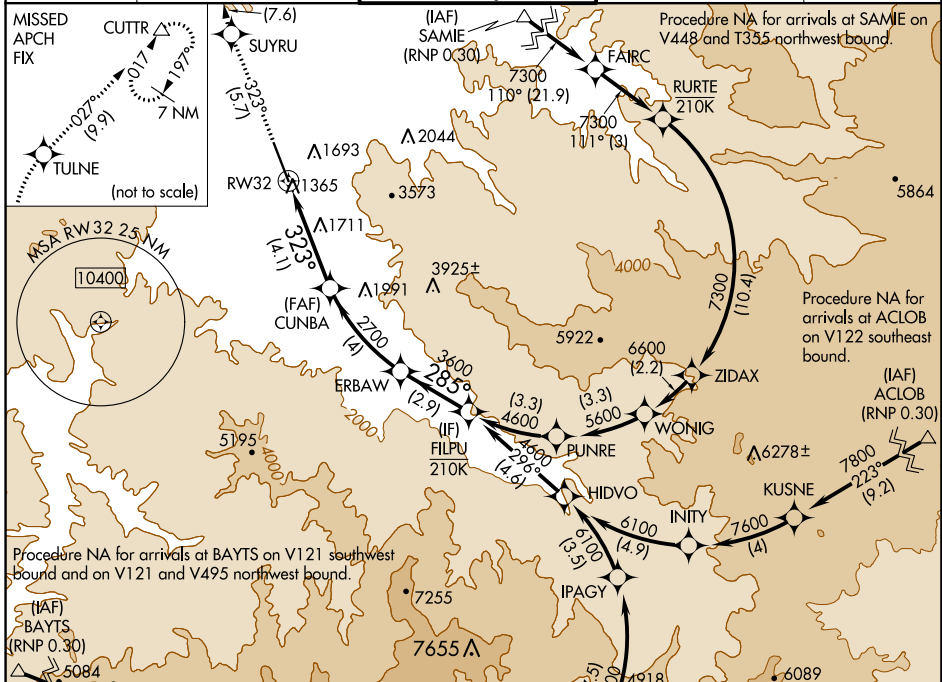 MISSED
APCH
FIX
CUTTR
017
197°
7 NM
027°
(9.9)
TULNE
(not to scale)
(7.6)
SUYRU
323°
(5.7)
(IAF)
SAMIE
(RNP 0.30)
7300
110° (21.9)
FAIRC
7300
111° (3)
RURTE
210K
Procedure NA for arrivals at SAMIE on
V448 and T355 northwest bound.
1693
2044
RW32
1365
3573
5864
1711
MSA RW 32 25 NM
10400
323°
(4.1)
(FAF)
CUNBA
1991
3925±
4000
7300
(10.4)
Procedure NA for
arrivals at ACLOB
on V122 southeast
bound.
5922
2700
(4)
ERBAW
3600
285°
(2.9)
6600
(2.2)
ZIDAX
(3.3)
4600
(3.3)
5600
WONIG
PUNRE
(IF)
FILPU
210K
2000
(IAF)
ACLOB
(RNP 0.30)
5195
4000
4600
296°
(4.6)
HIDVO
6278±
7800
223°
(9.2)
KUSNE
INITY
7600
(4)
6100
(4.9)
6100
(3.5)
IPAGY
Procedure NA for arrivals at BAYTS on V121 southwest
bound and on V121 and V495 northwest bound.
(IAF)
BAYTS
(RNP 0.30)
5084
7255
7655
4918
6089